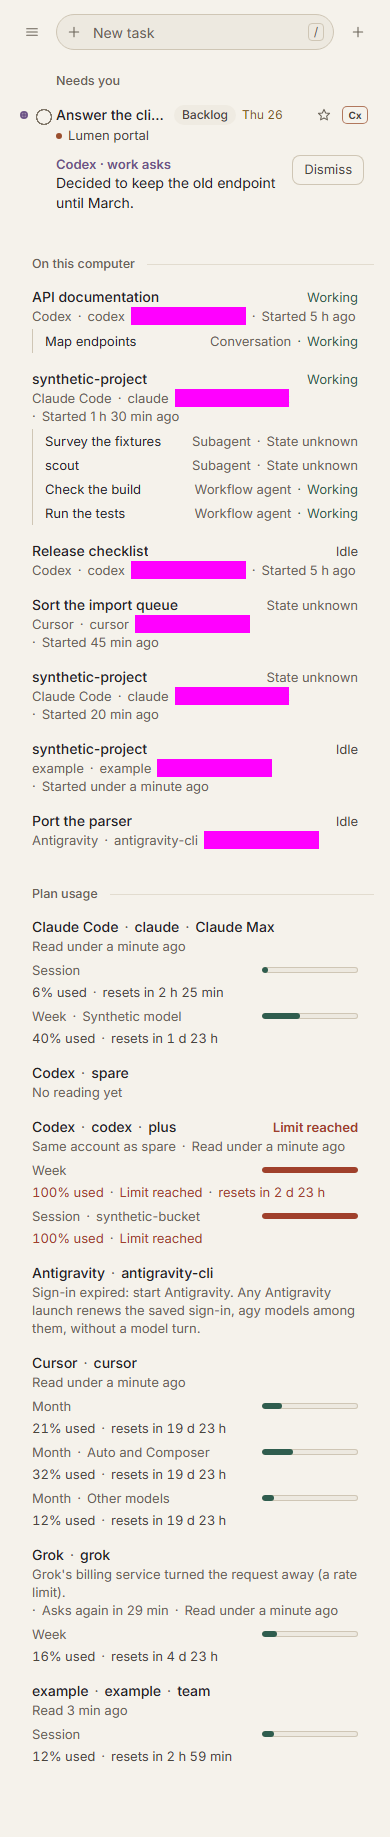 New task /
Needs you
Answer the cli... Backlog Thu 26 Cx
Lumen portal
Codex · work asks
Decided to keep the old endpoint until March.
Dismiss
On this computer
API documentation Working
Codex · codex · Started 5 h ago
Map endpoints Conversation · Working
synthetic-project Working
Claude Code · claude
· Started 1 h 30 min ago
Survey the fixtures Subagent · State unknown
scout Subagent · State unknown
Check the build Workflow agent · Working
Run the tests Workflow agent · Working
Release checklist Idle
Codex · codex · Started 5 h ago
Sort the import queue State unknown
Cursor · cursor
· Started 45 min ago
synthetic-project State unknown
Claude Code · claude
· Started 20 min ago
synthetic-project Idle
example · example
· Started under a minute ago
Port the parser Idle
Antigravity · antigravity-cli
Plan usage
Claude Code · claude · Claude Max
Read under a minute ago
Session
6% used · resets in 2 h 25 min
Week · Synthetic model
40% used · resets in 1 d 23 h
Codex · spare
No reading yet
Codex · codex · plus Limit reached
Same account as spare · Read under a minute ago
Week
100% used · Limit reached · resets in 2 d 23 h
Session · synthetic-bucket
100% used · Limit reached
Antigravity · antigravity-cli
Sign-in expired: start Antigravity. Any Antigravity
launch renews the saved sign-in, agy models among
them, without a model turn.
Cursor · cursor
Read under a minute ago
Month
21% used · resets in 19 d 23 h
Month · Auto and Composer
32% used · resets in 19 d 23 h
Month · Other models
12% used · resets in 19 d 23 h
Grok · grok
Grok's billing service turned the request away (a rate
limit).
· Asks again in 29 min · Read under a minute ago
Week
16% used · resets in 4 d 23 h
example · example · team
Read 3 min ago
Session
12% used · resets in 2 h 59 min